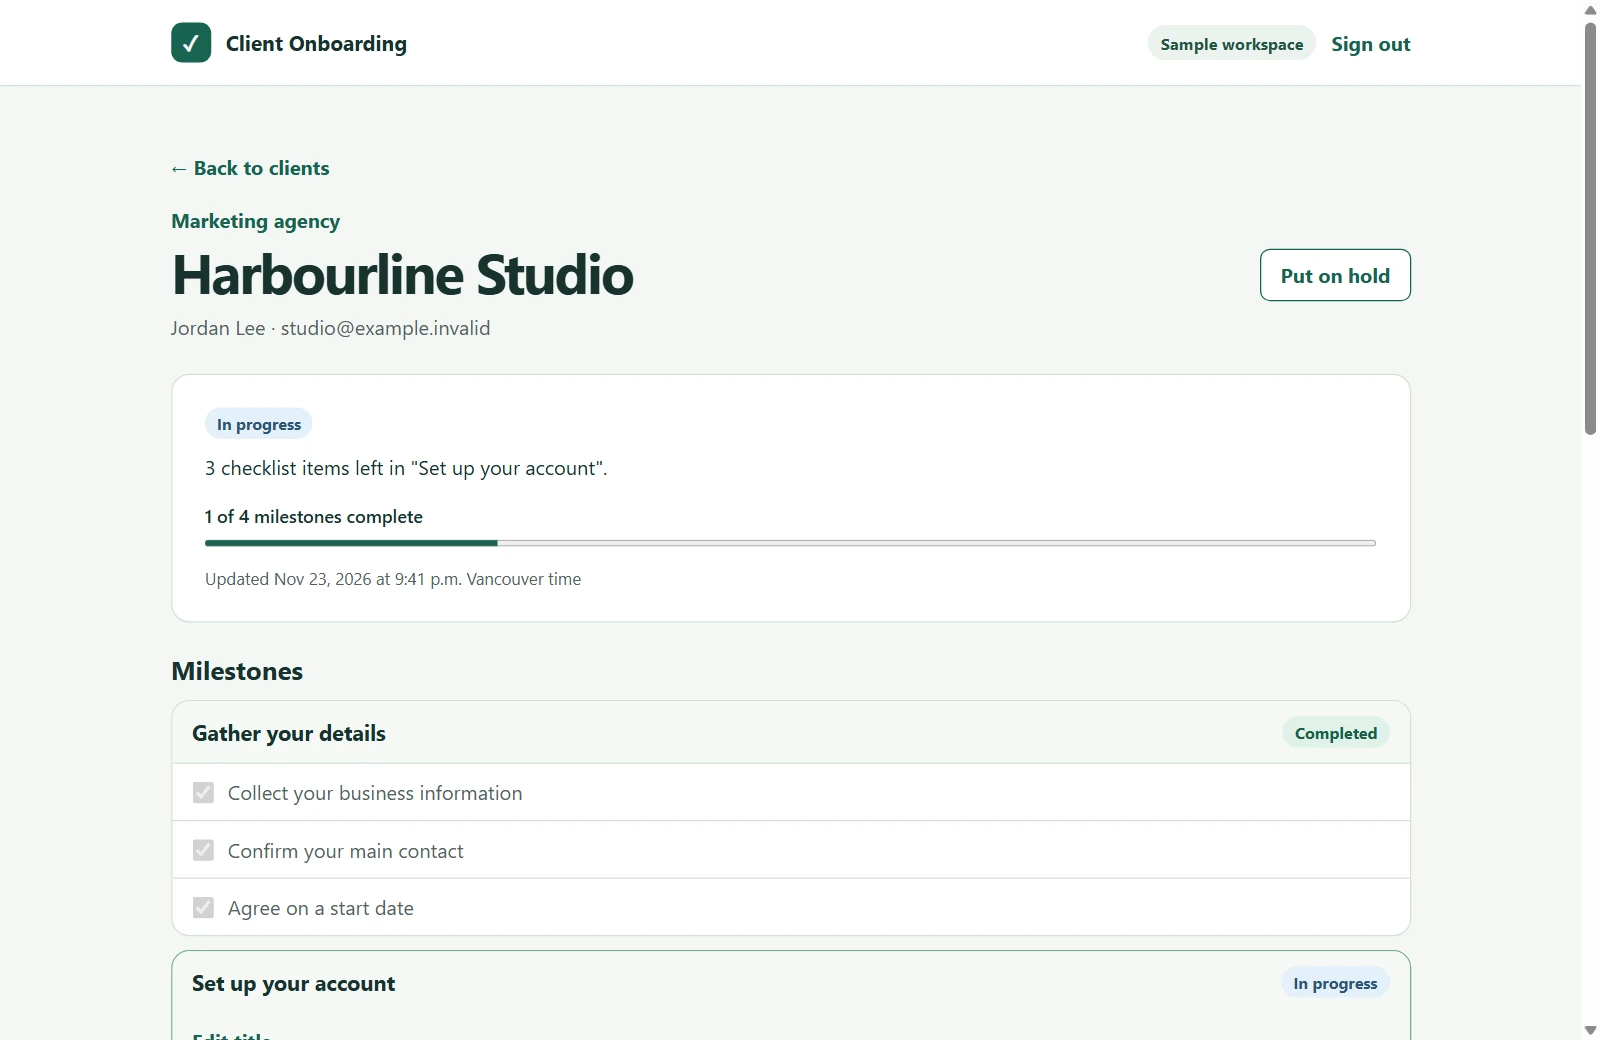 Client Onboarding
Sample workspace
Sign out
← Back to clients
Marketing agency
Harbourline Studio
Put on hold
Jordan Lee · studio@example.invalid
In progress
3 checklist items left in "Set up your account".
1 of 4 milestones complete
Updated Nov 23, 2026 at 9:41 p.m. Vancouver time
Milestones
Gather your details
Completed
Collect your business information
Confirm your main contact
Agree on a start date
Set up your account
In progress
Edit title